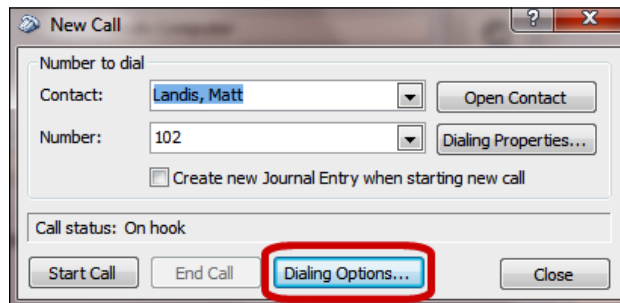 New Call
Number to dial
Contact: Landis, Matt Open Contact
Number: 102 Dialing Properties...
Create new Journal Entry when starting new call
Call status: On hook
Start Call End Call Dialing Options... Close